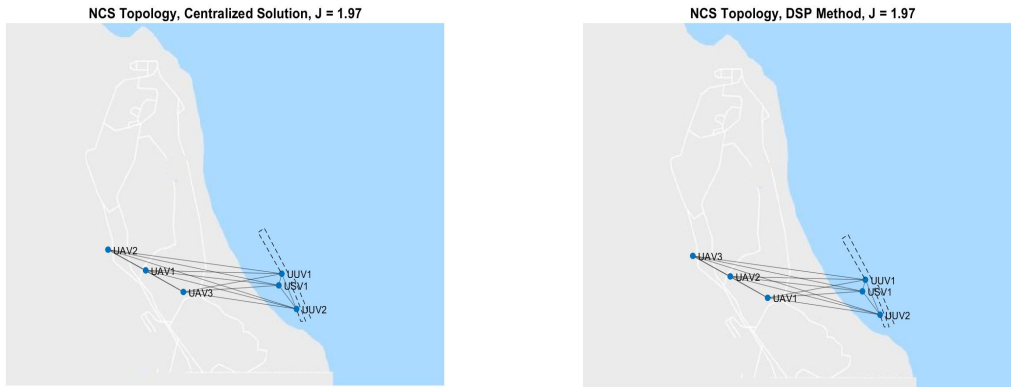 NCS Topology, Centralized Solution, J = 1.97
UAV2
UAV1
UAV3
UUV1
USV1
UUV2
NCS Topology, DSP Method, J = 1.97
UAV3
UAV2
UAV1
UUV1
USV1
UUV2